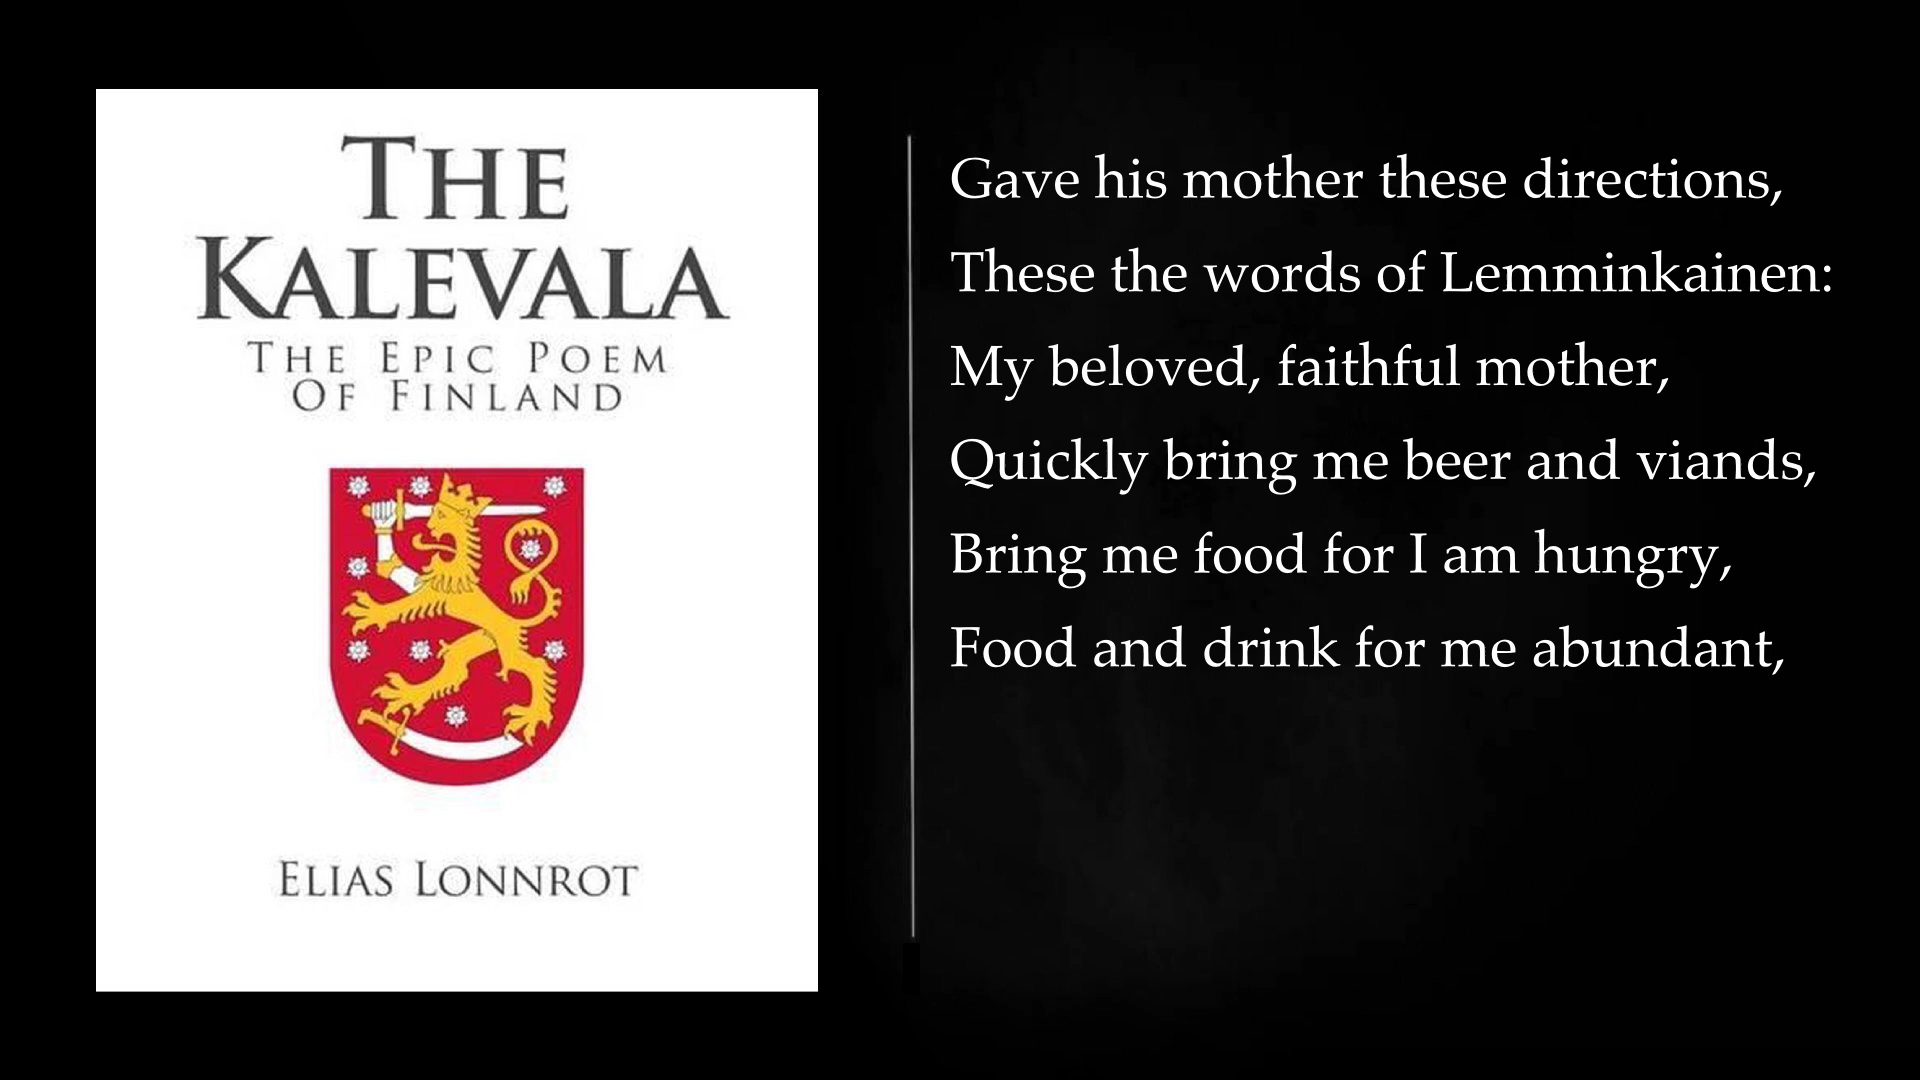 THE
KALEVALA
THE EPIC POEM
OF FINLAND
ELIAS LONNROT
Gave his mother these directions,
These the words of Lemminkainen:
My beloved, faithful mother,
Quickly bring me beer and viands,
Bring me food for I am hungry,
Food and drink for me abundant,